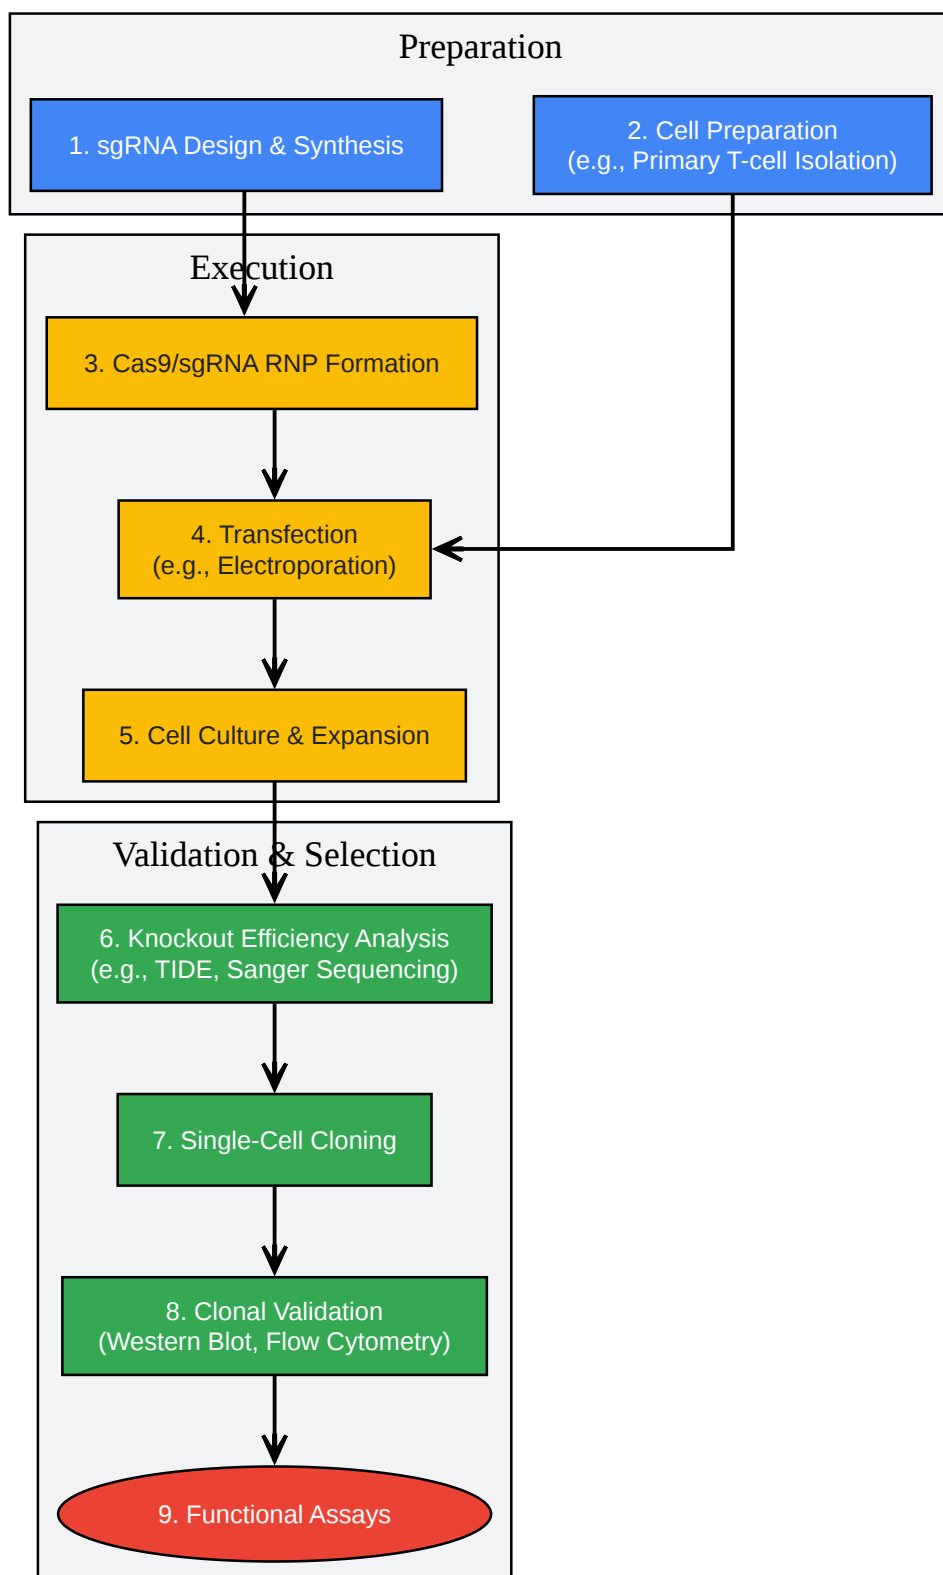 Preparation
1. sgRNA Design & Synthesis
2. Cell Preparation
(e.g., Primary T-cell Isolation)
Execution
3. Cas9/sgRNA RNP Formation
4. Transfection
(e.g., Electroporation)
5. Cell Culture & Expansion
Validation & Selection
6. Knockout Efficiency Analysis
(e.g., TIDE, Sanger Sequencing)
7. Single-Cell Cloning
8. Clonal Validation
(Western Blot, Flow Cytometry)
9. Functional Assays